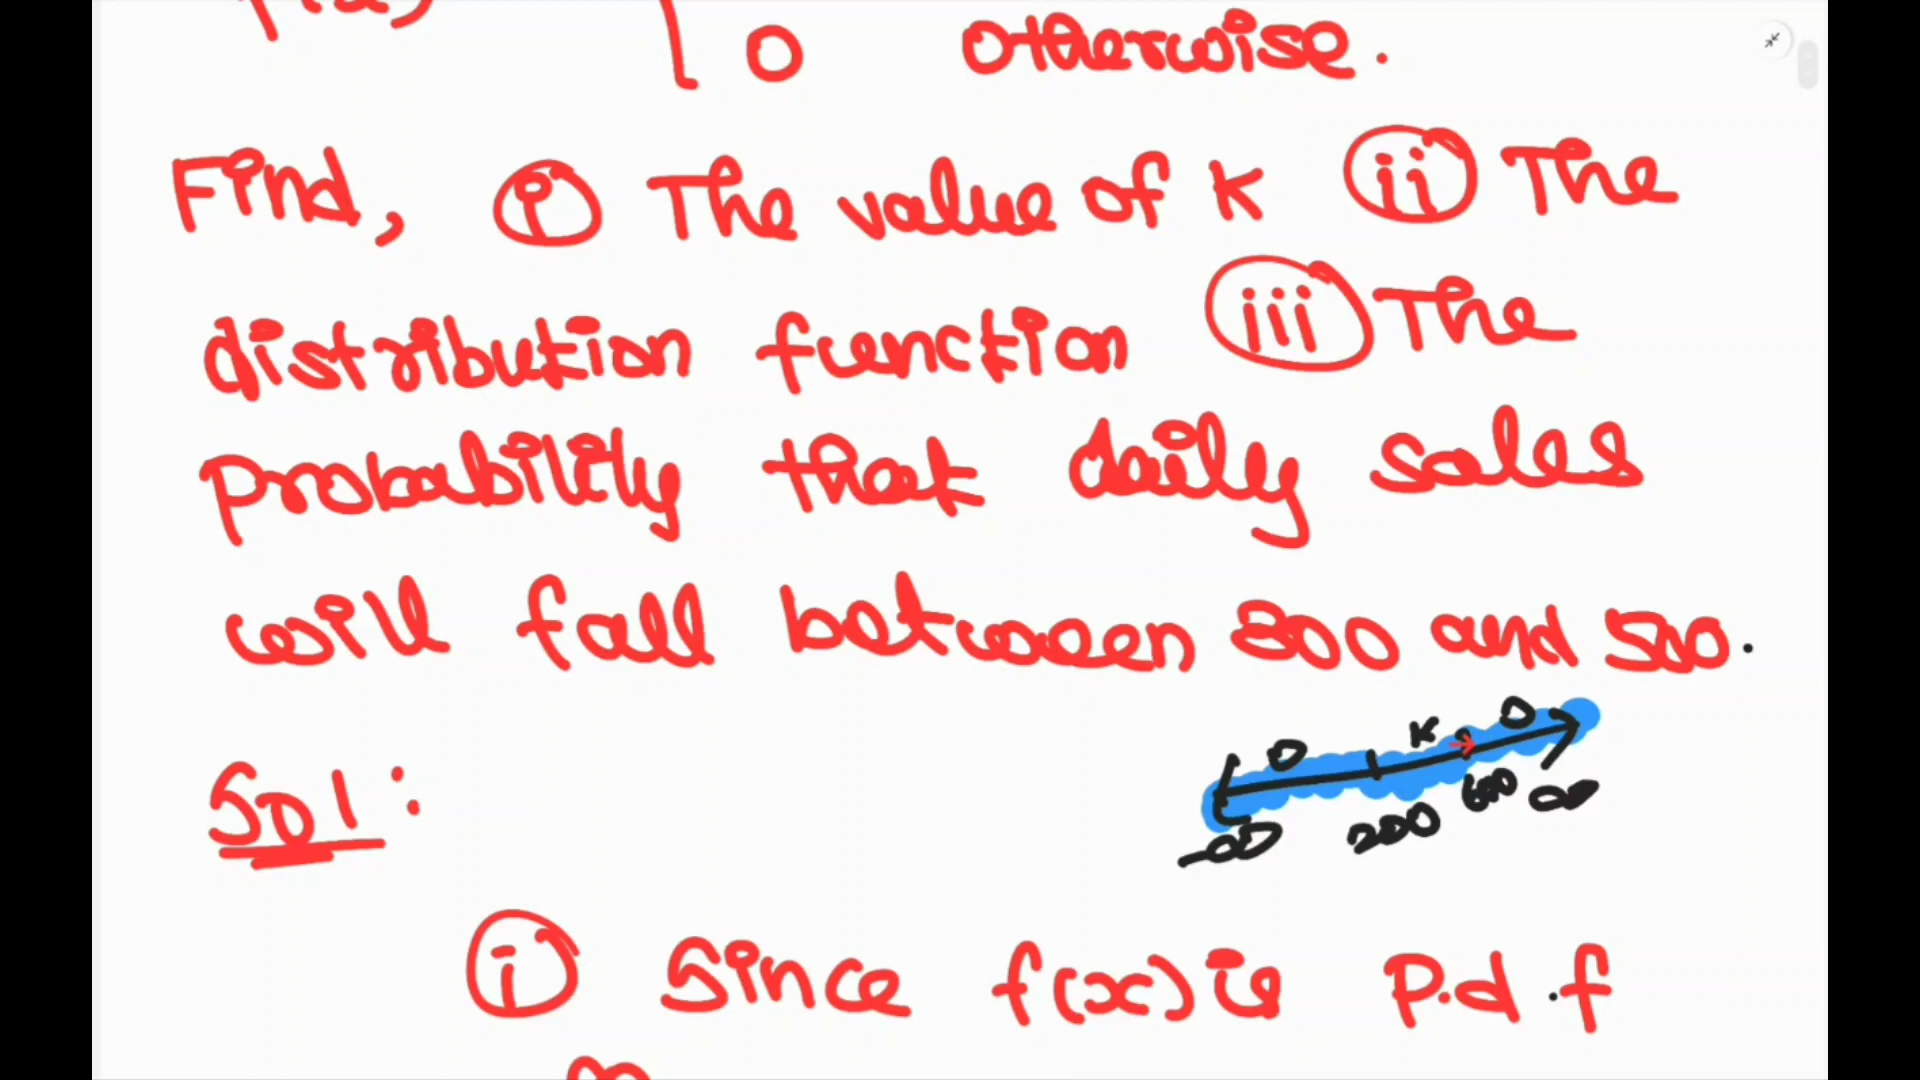 0 otherwise.
Find, (i) The value of K (ii) The
distribution function (iii) The
probability that daily sales
will fall between 300 and 500.
0 K 0
-∞ 200 600 ∞
Sol:
(i) Since f(x) is P.d.f